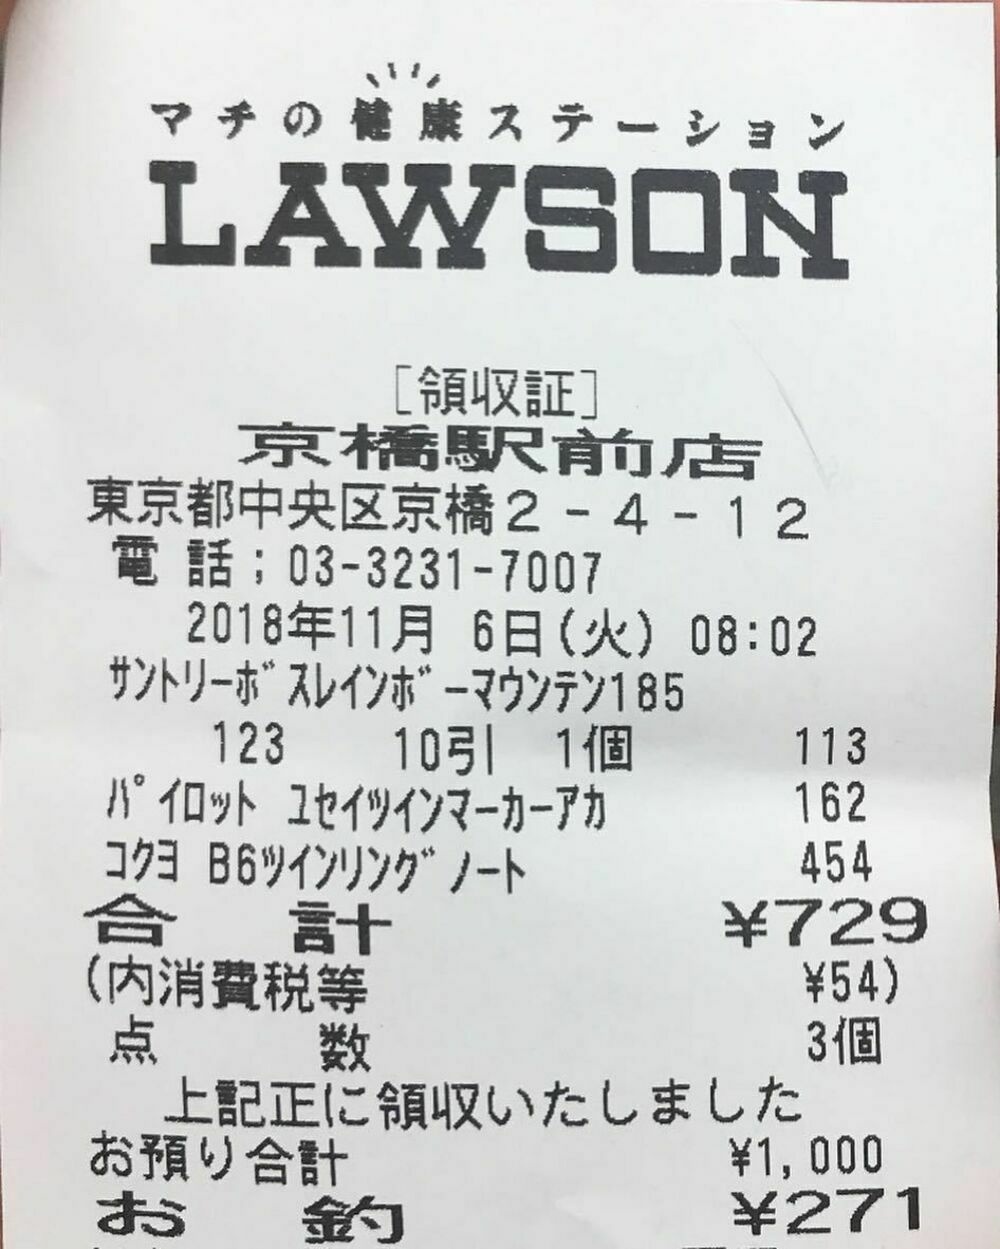 マチの健康ステーション
LAWSON
[領収証]
京橋駅前店
東京都中央区京橋2-4-12
電 話;03-3231-7007
2018年11月 6日(火) 08:02
ｻﾝﾄﾘｰﾎﾞｽﾚｲﾝﾎﾞｰﾏｳﾝﾃﾝ185
123 10引 1個 113
ﾊﾟｲﾛｯﾄ ﾕｾｲﾂｲﾝﾏｰｶｰｱｶ 162
ｺｸﾖ B6ﾂｲﾝﾘﾝｸﾞﾉｰﾄ 454
合 計 ¥729
(内消費税等 ¥54)
点 数 3個
上記正に領収いたしました
お預り合計 ¥1,000
お 釣 ¥271